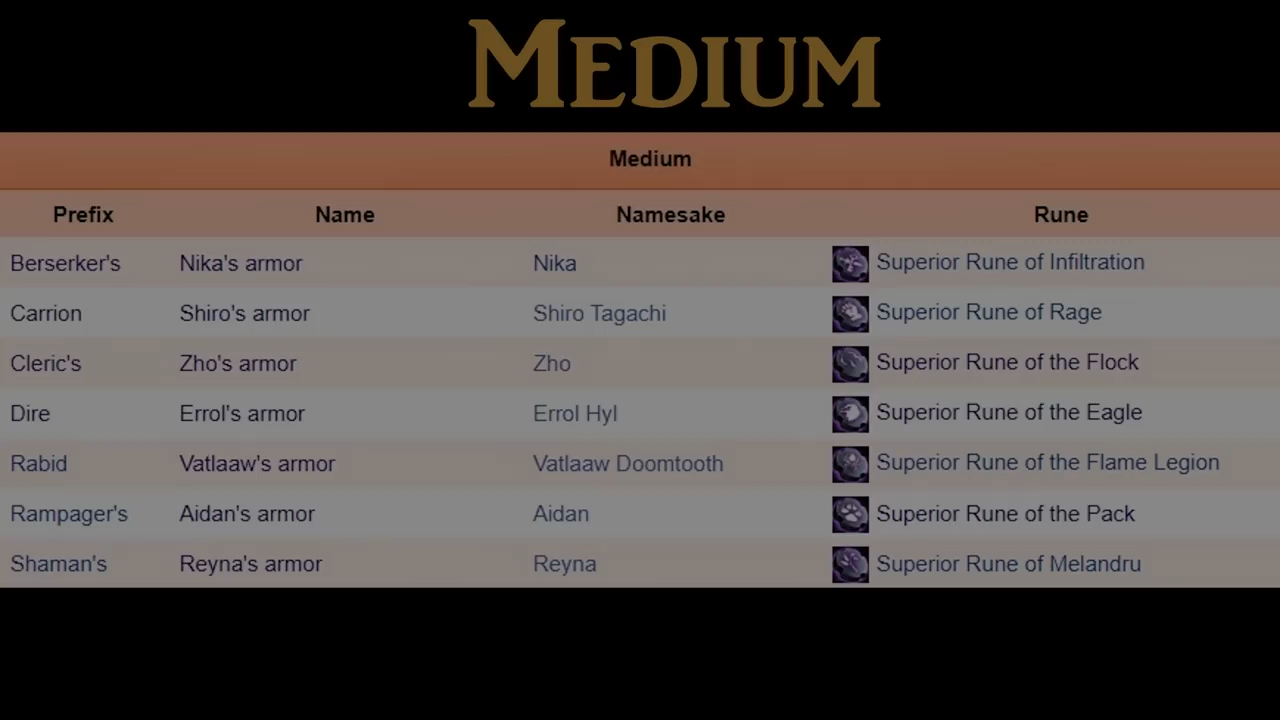 MEDIUM
Medium
Prefix Name Namesake Rune
Berserker's Nika's armor Nika Superior Rune of Infiltration
Carrion Shiro's armor Shiro Tagachi Superior Rune of Rage
Cleric's Zho's armor Zho Superior Rune of the Flock
Dire Errol's armor Errol Hyl Superior Rune of the Eagle
Rabid Vatlaaw's armor Vatlaaw Doomtooth Superior Rune of the Flame Legion
Rampager's Aidan's armor Aidan Superior Rune of the Pack
Shaman's Reyna's armor Reyna Superior Rune of Melandru